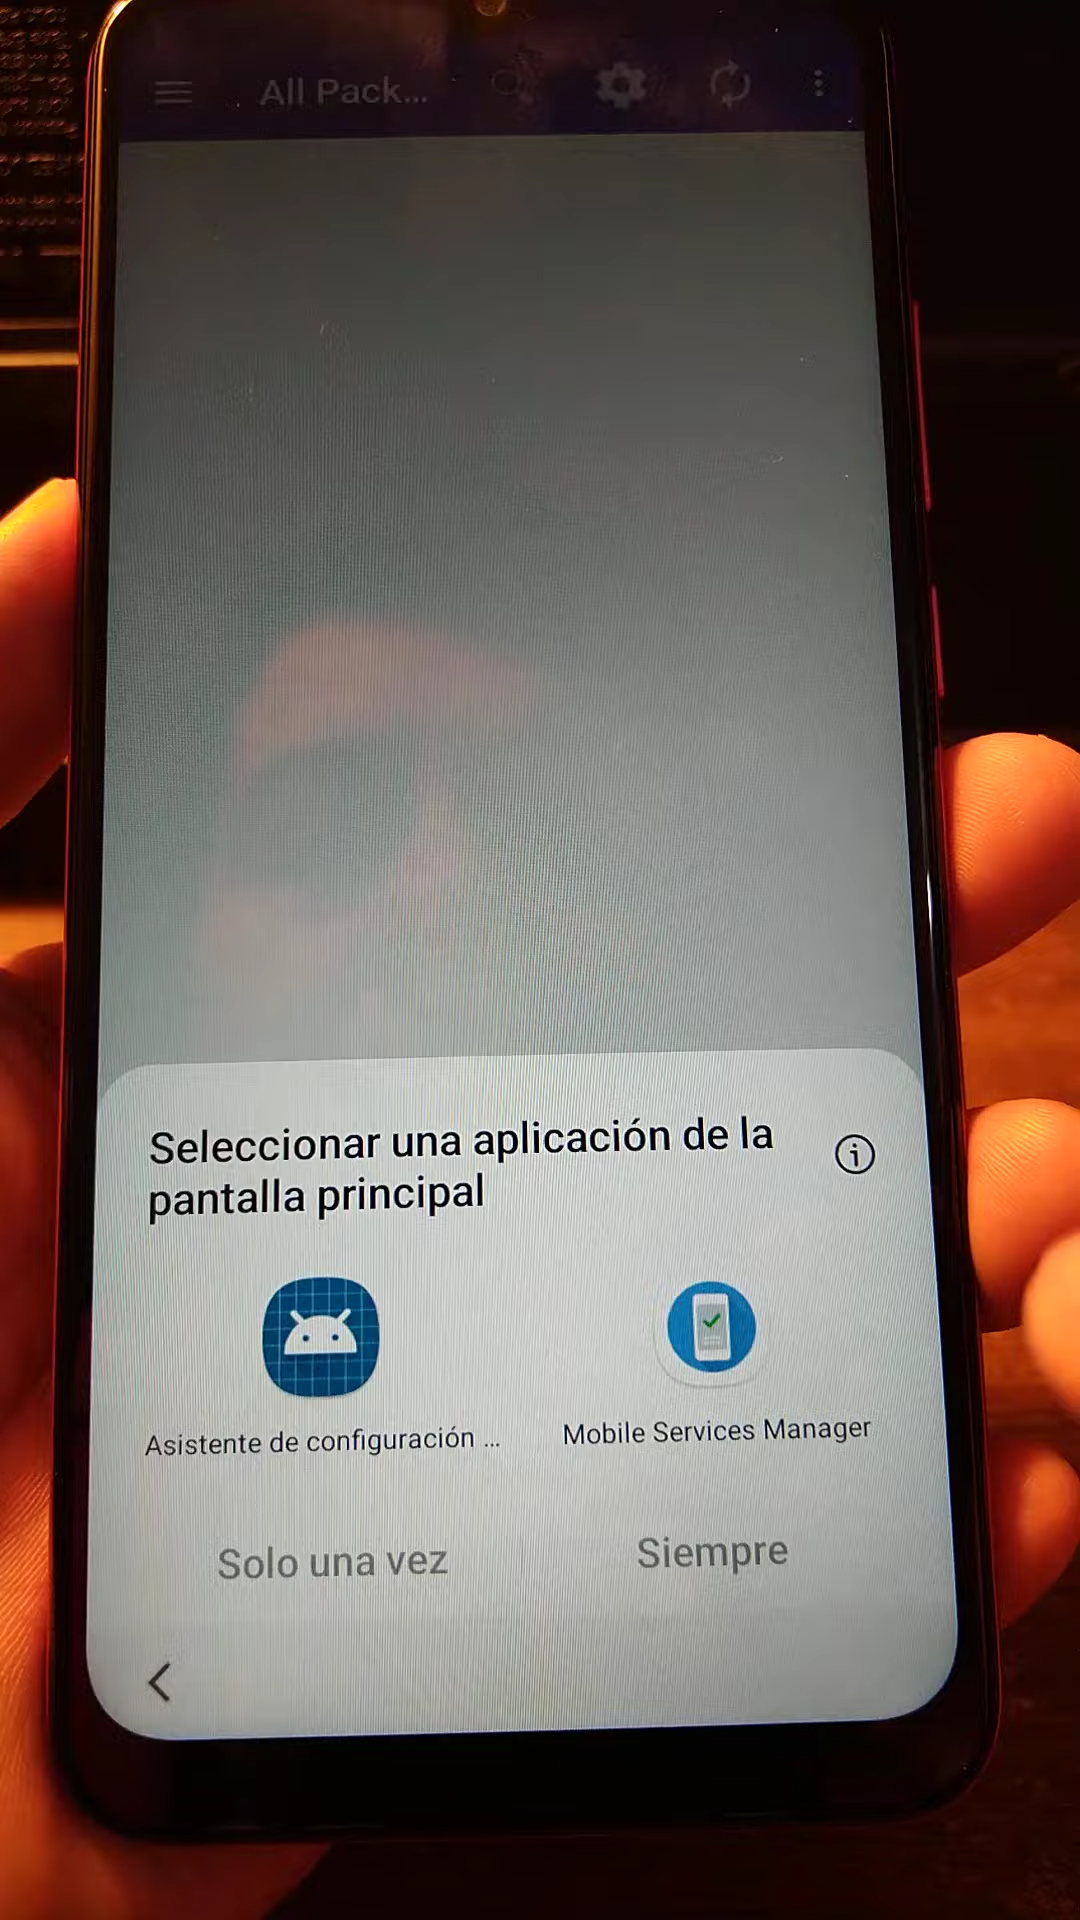 All Pack...
Seleccionar una aplicación de la
pantalla principal
Asistente de configuración ...
Mobile Services Manager
Solo una vez
Siempre